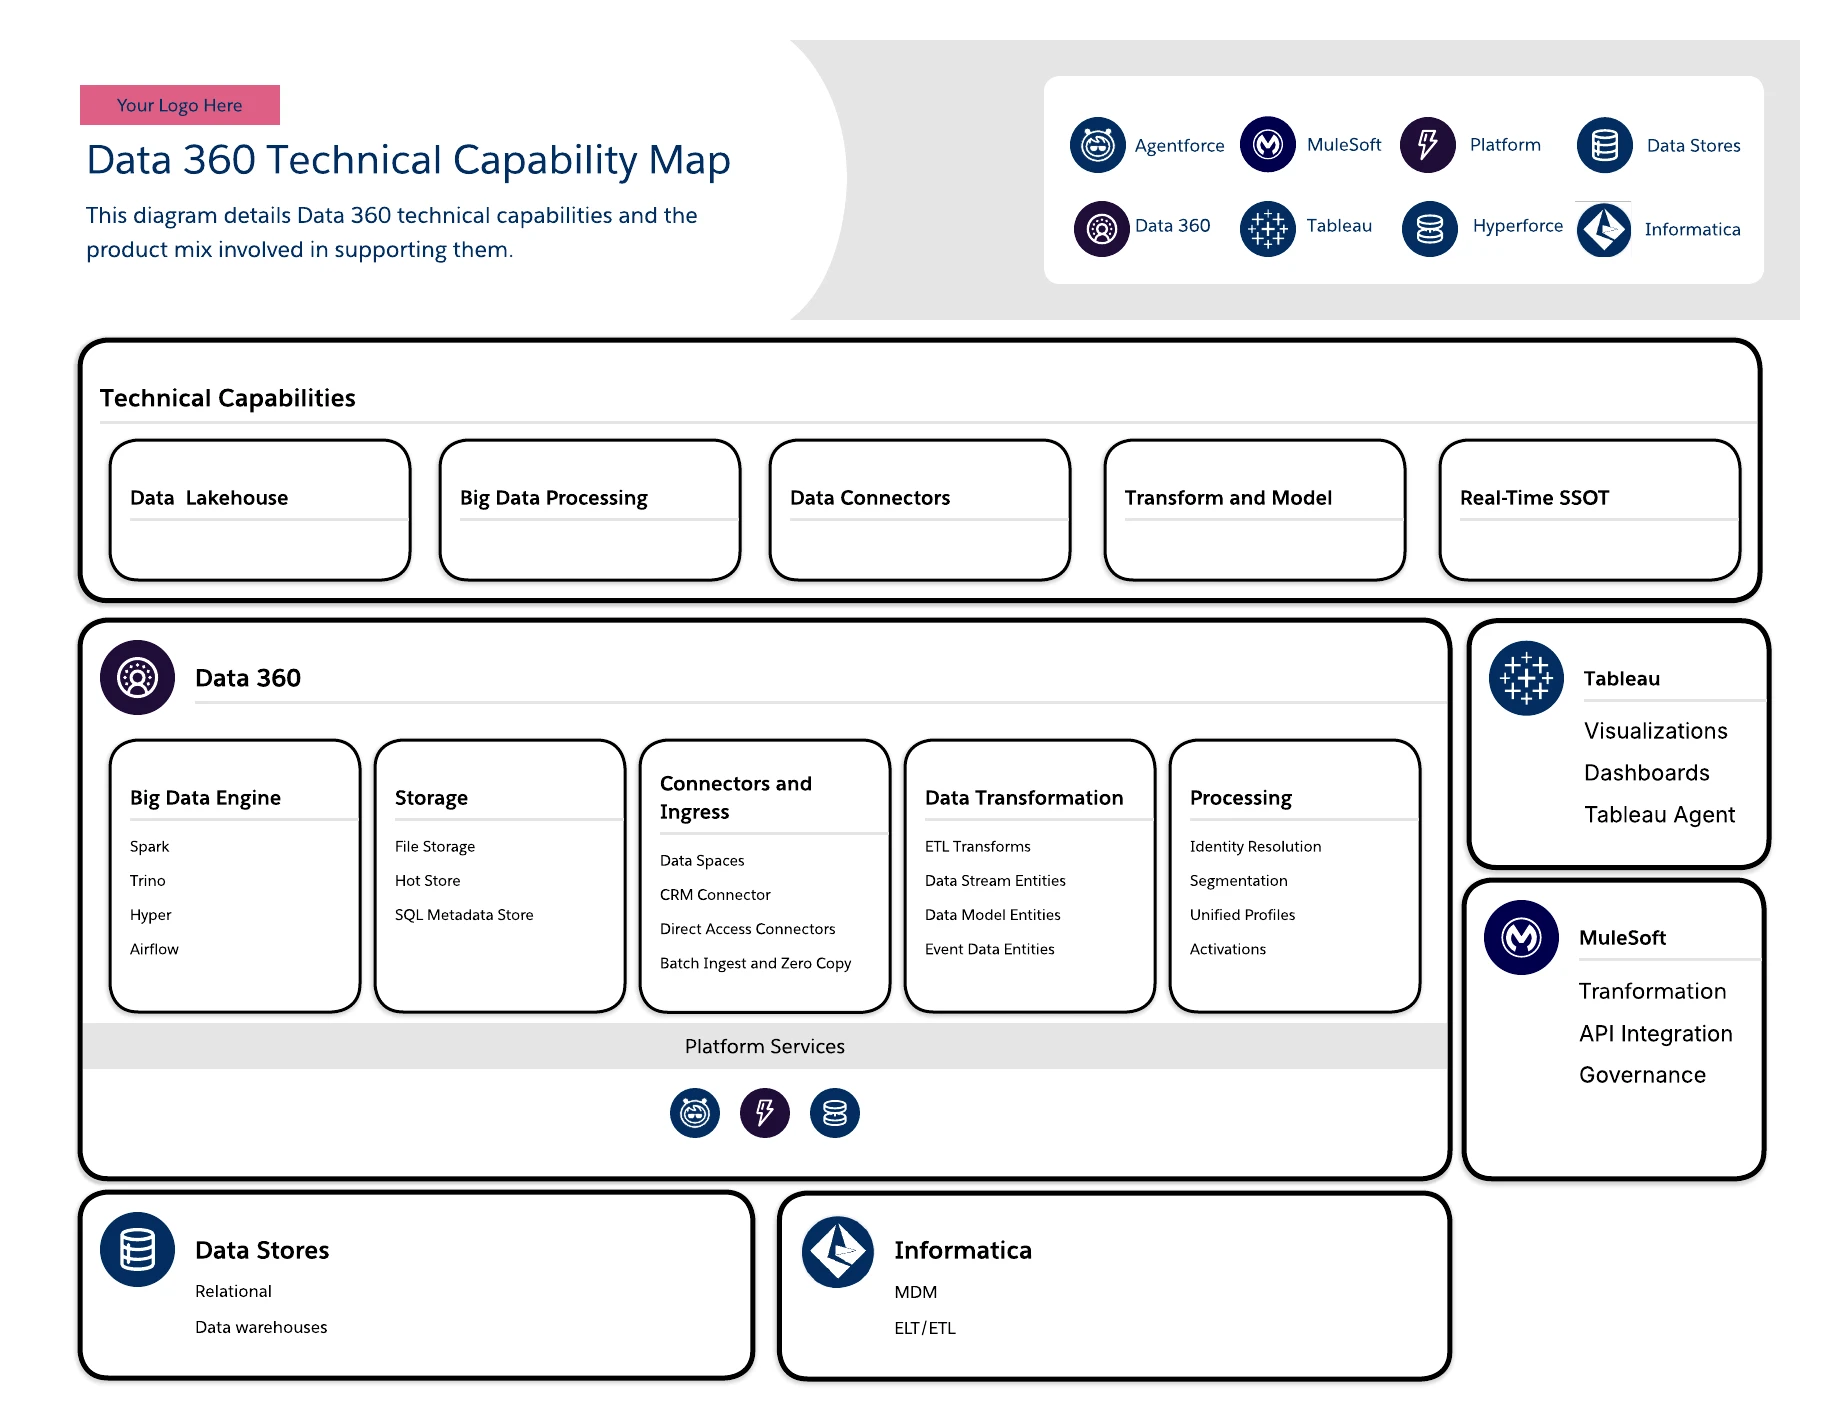 Your Logo Here
Data 360 Technical Capability Map
This diagram details Data 360 technical capabilities and the
product mix involved in supporting them.
Agentforce
MuleSoft
Platform
Data Stores
Data 360
Tableau
Hyperforce
Informatica
Technical Capabilities
Data Lakehouse
Big Data Processing
Data Connectors
Transform and Model
Real-Time SSOT
Data 360
Big Data Engine
Spark
Trino
Hyper
Airflow
Storage
File Storage
Hot Store
SQL Metadata Store
Connectors and
Ingress
Data Spaces
CRM Connector
Direct Access Connectors
Batch Ingest and Zero Copy
Data Transformation
ETL Transforms
Data Stream Entities
Data Model Entities
Event Data Entities
Processing
Identity Resolution
Segmentation
Unified Profiles
Activations
Platform Services
Tableau
Visualizations
Dashboards
Tableau Agent
MuleSoft
Tranformation
API Integration
Governance
Data Stores
Relational
Data warehouses
Informatica
MDM
ELT/ETL